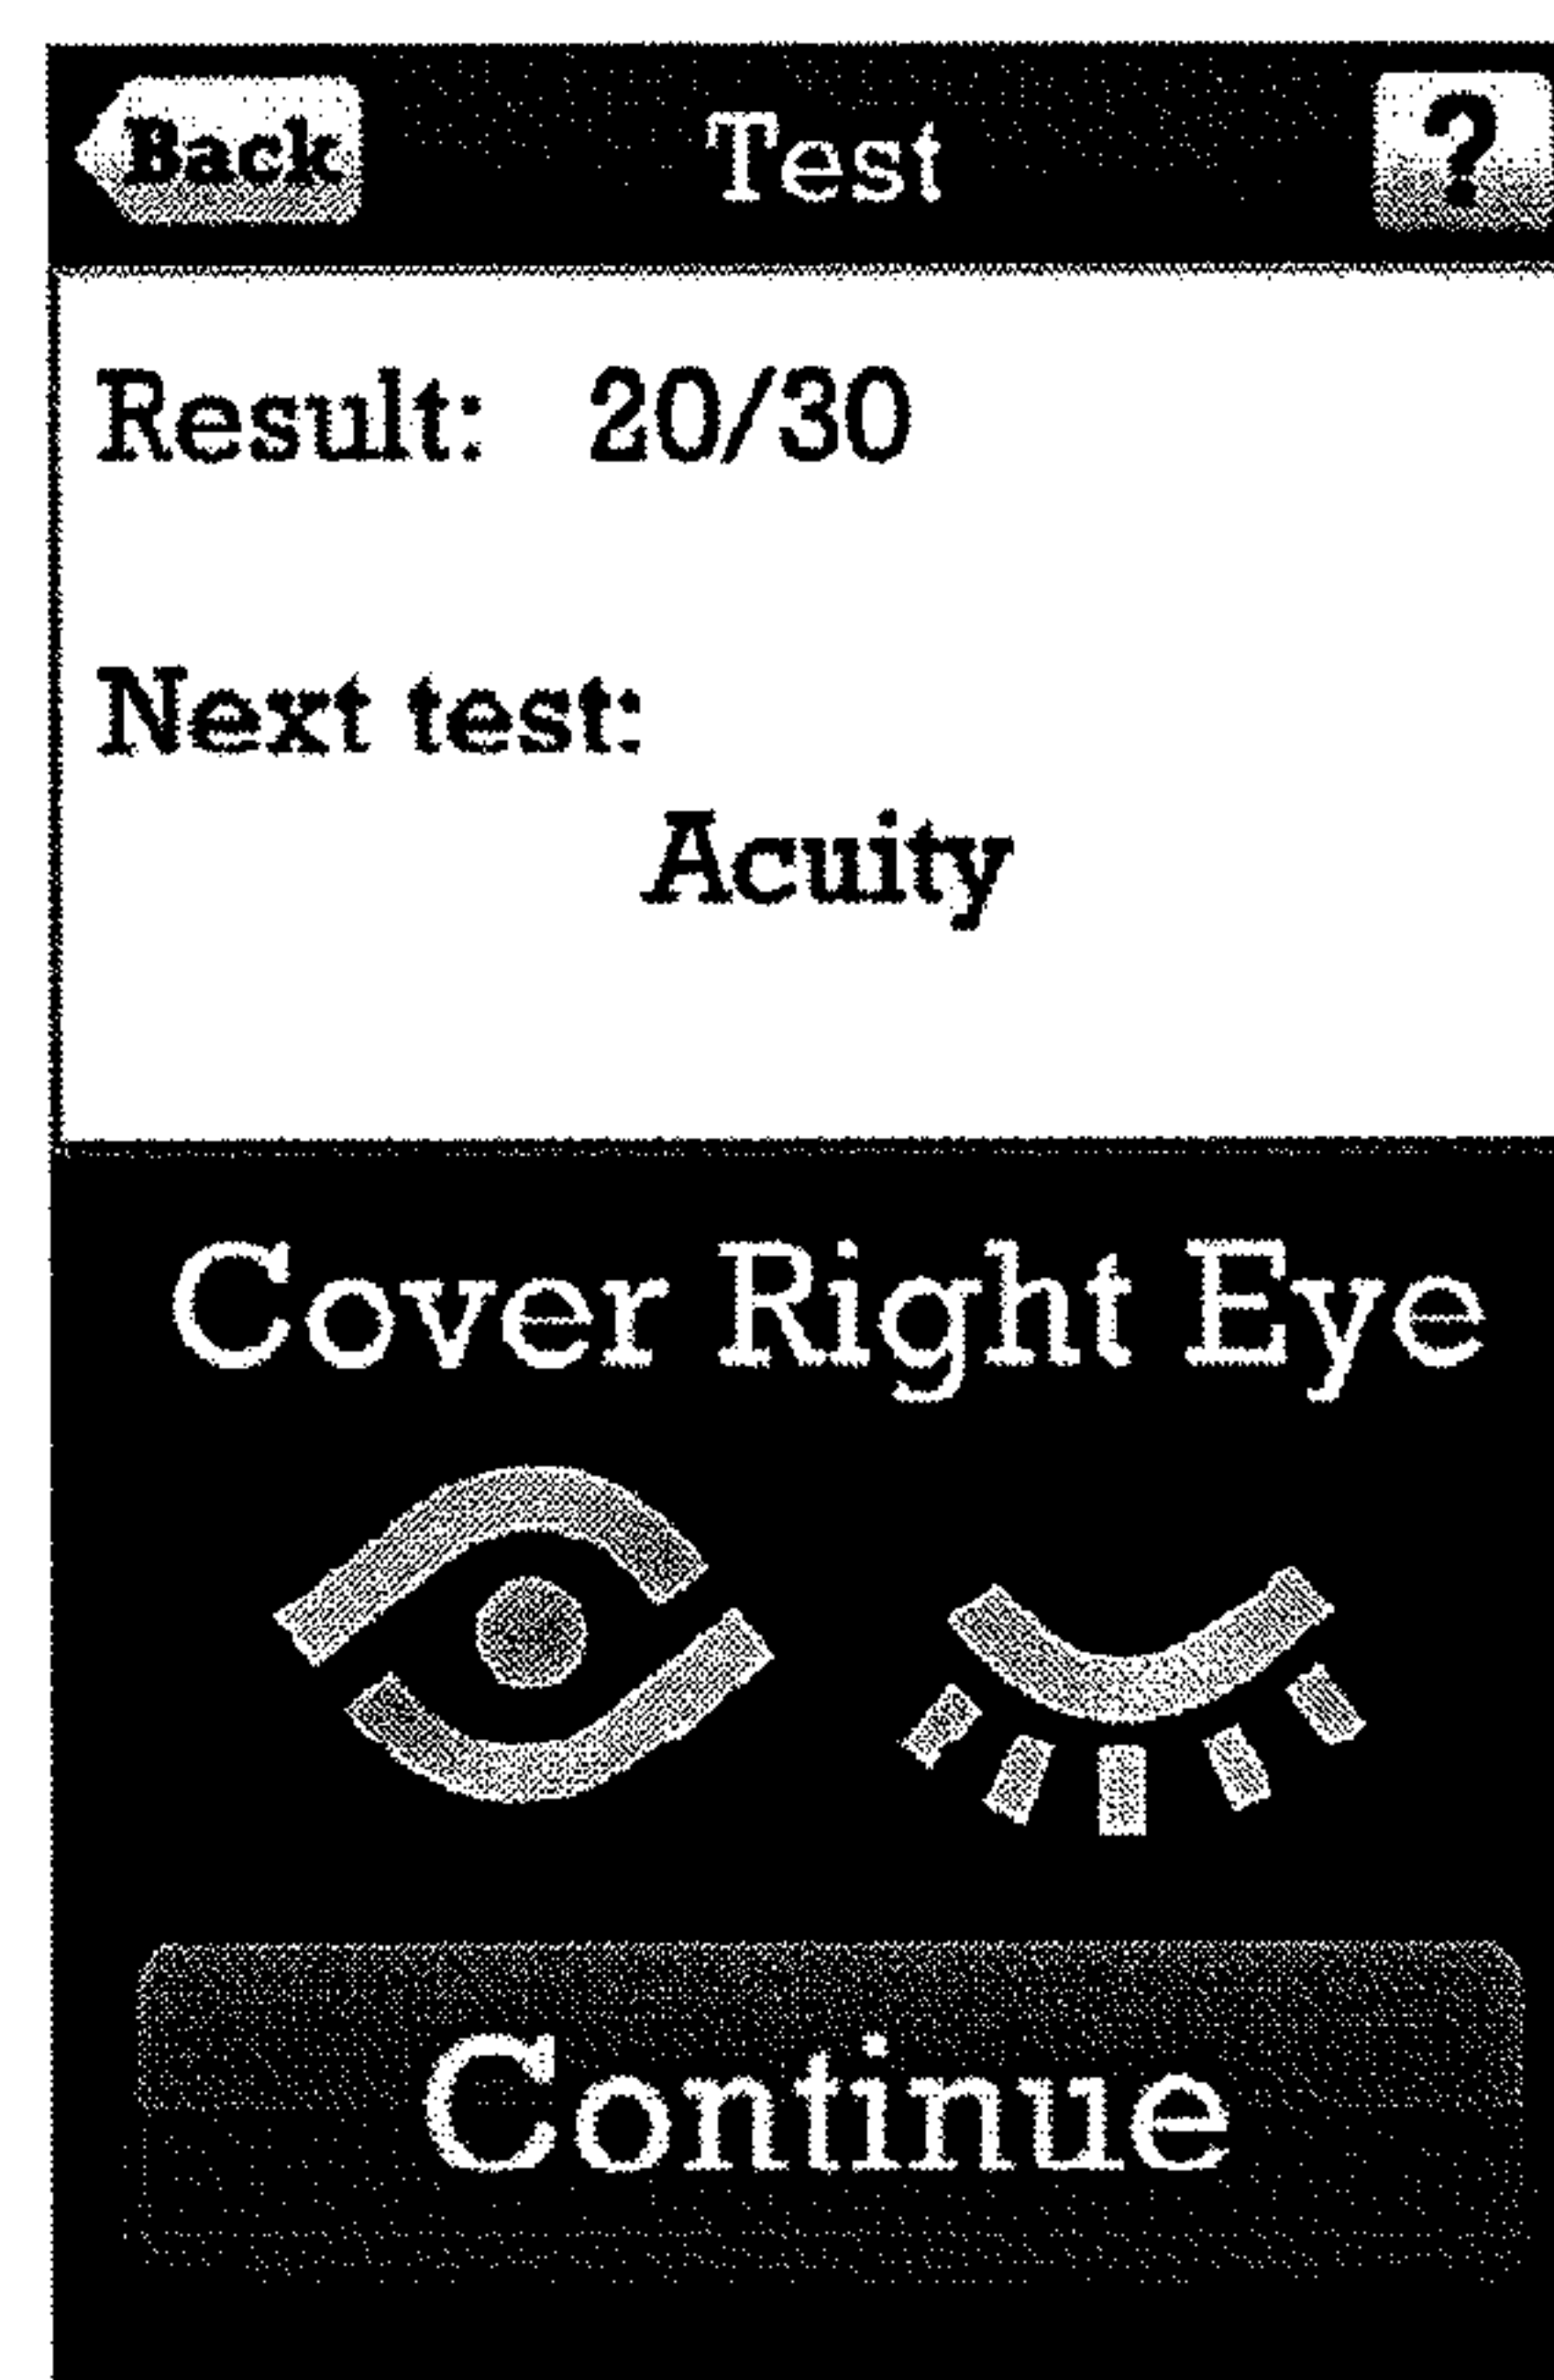 Back Test ?
Result: 20/30
Next test:
Acuity
Cover Right Eye
Continue